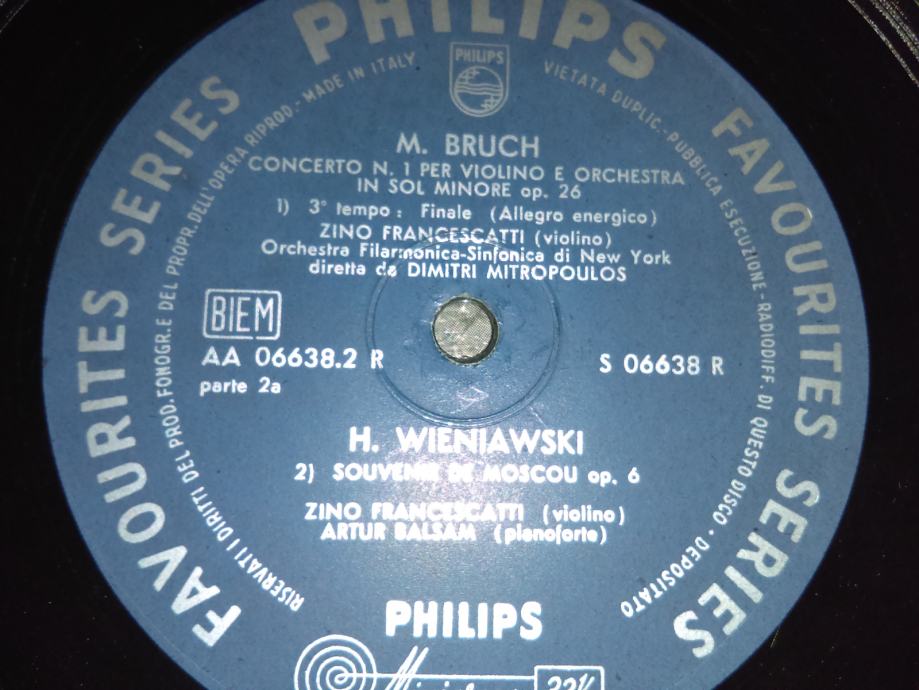 PHILIPS
FAVOURITES SERIES
FAVOURITES SERIES
RISERVATI I DIRITTI DEL PROD. FONOGR. E DEL PROPR. DELL'OPERA RIPROD. - MADE IN ITALY
VIETATA DUPLIC. - PUBBLICA ESECUZIONE - RADIODIFF. DI QUESTO DISCO · DEPOSITATO
PHILIPS
M. BRUCH
CONCERTO N. 1 PER VIOLINO E ORCHESTRA
IN SOL MINORE op. 26
1) 3° tempo: Finale (Allegro energico)
ZINO FRANCESCATTI (violino)
Orchestra Filarmonica-Sinfonica di New York
diretta da DIMITRI MITROPOULOS
BIEM
AA 06638.2 R
S 06638 R
parte 2a
H. WIENIAWSKI
2) SOUVENIR DE MOSCOU op. 6
ZINO FRANCESCATTI (violino)
ARTUR BALSAM (pianoforte)
PHILIPS